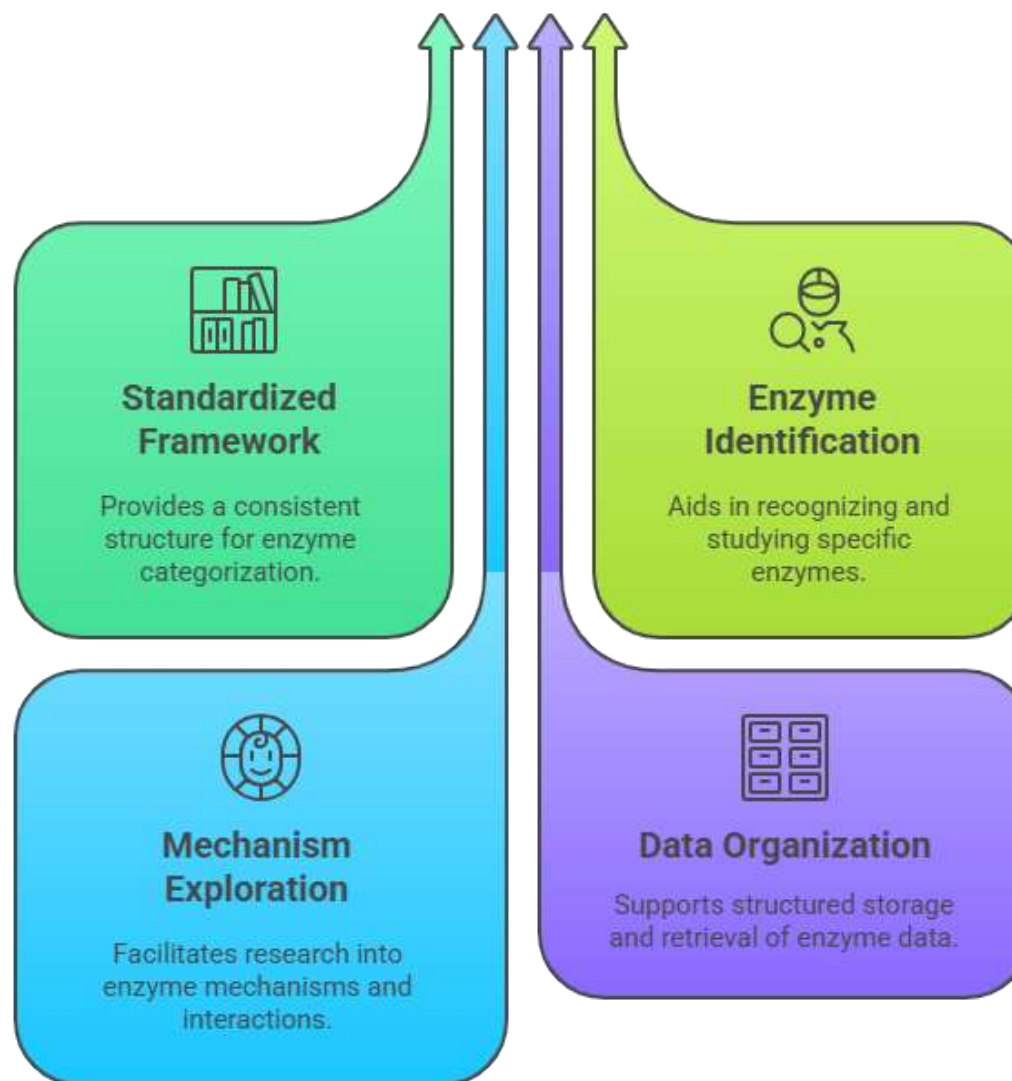 Standardized
Framework
Provides a consistent
structure for enzyme
categorization.
Enzyme
Identification
Aids in recognizing and
studying specific
enzymes.
Mechanism
Exploration
Facilitates research into
enzyme mechanisms and
interactions.
Data Organization
Supports structured storage
and retrieval of enzyme data.